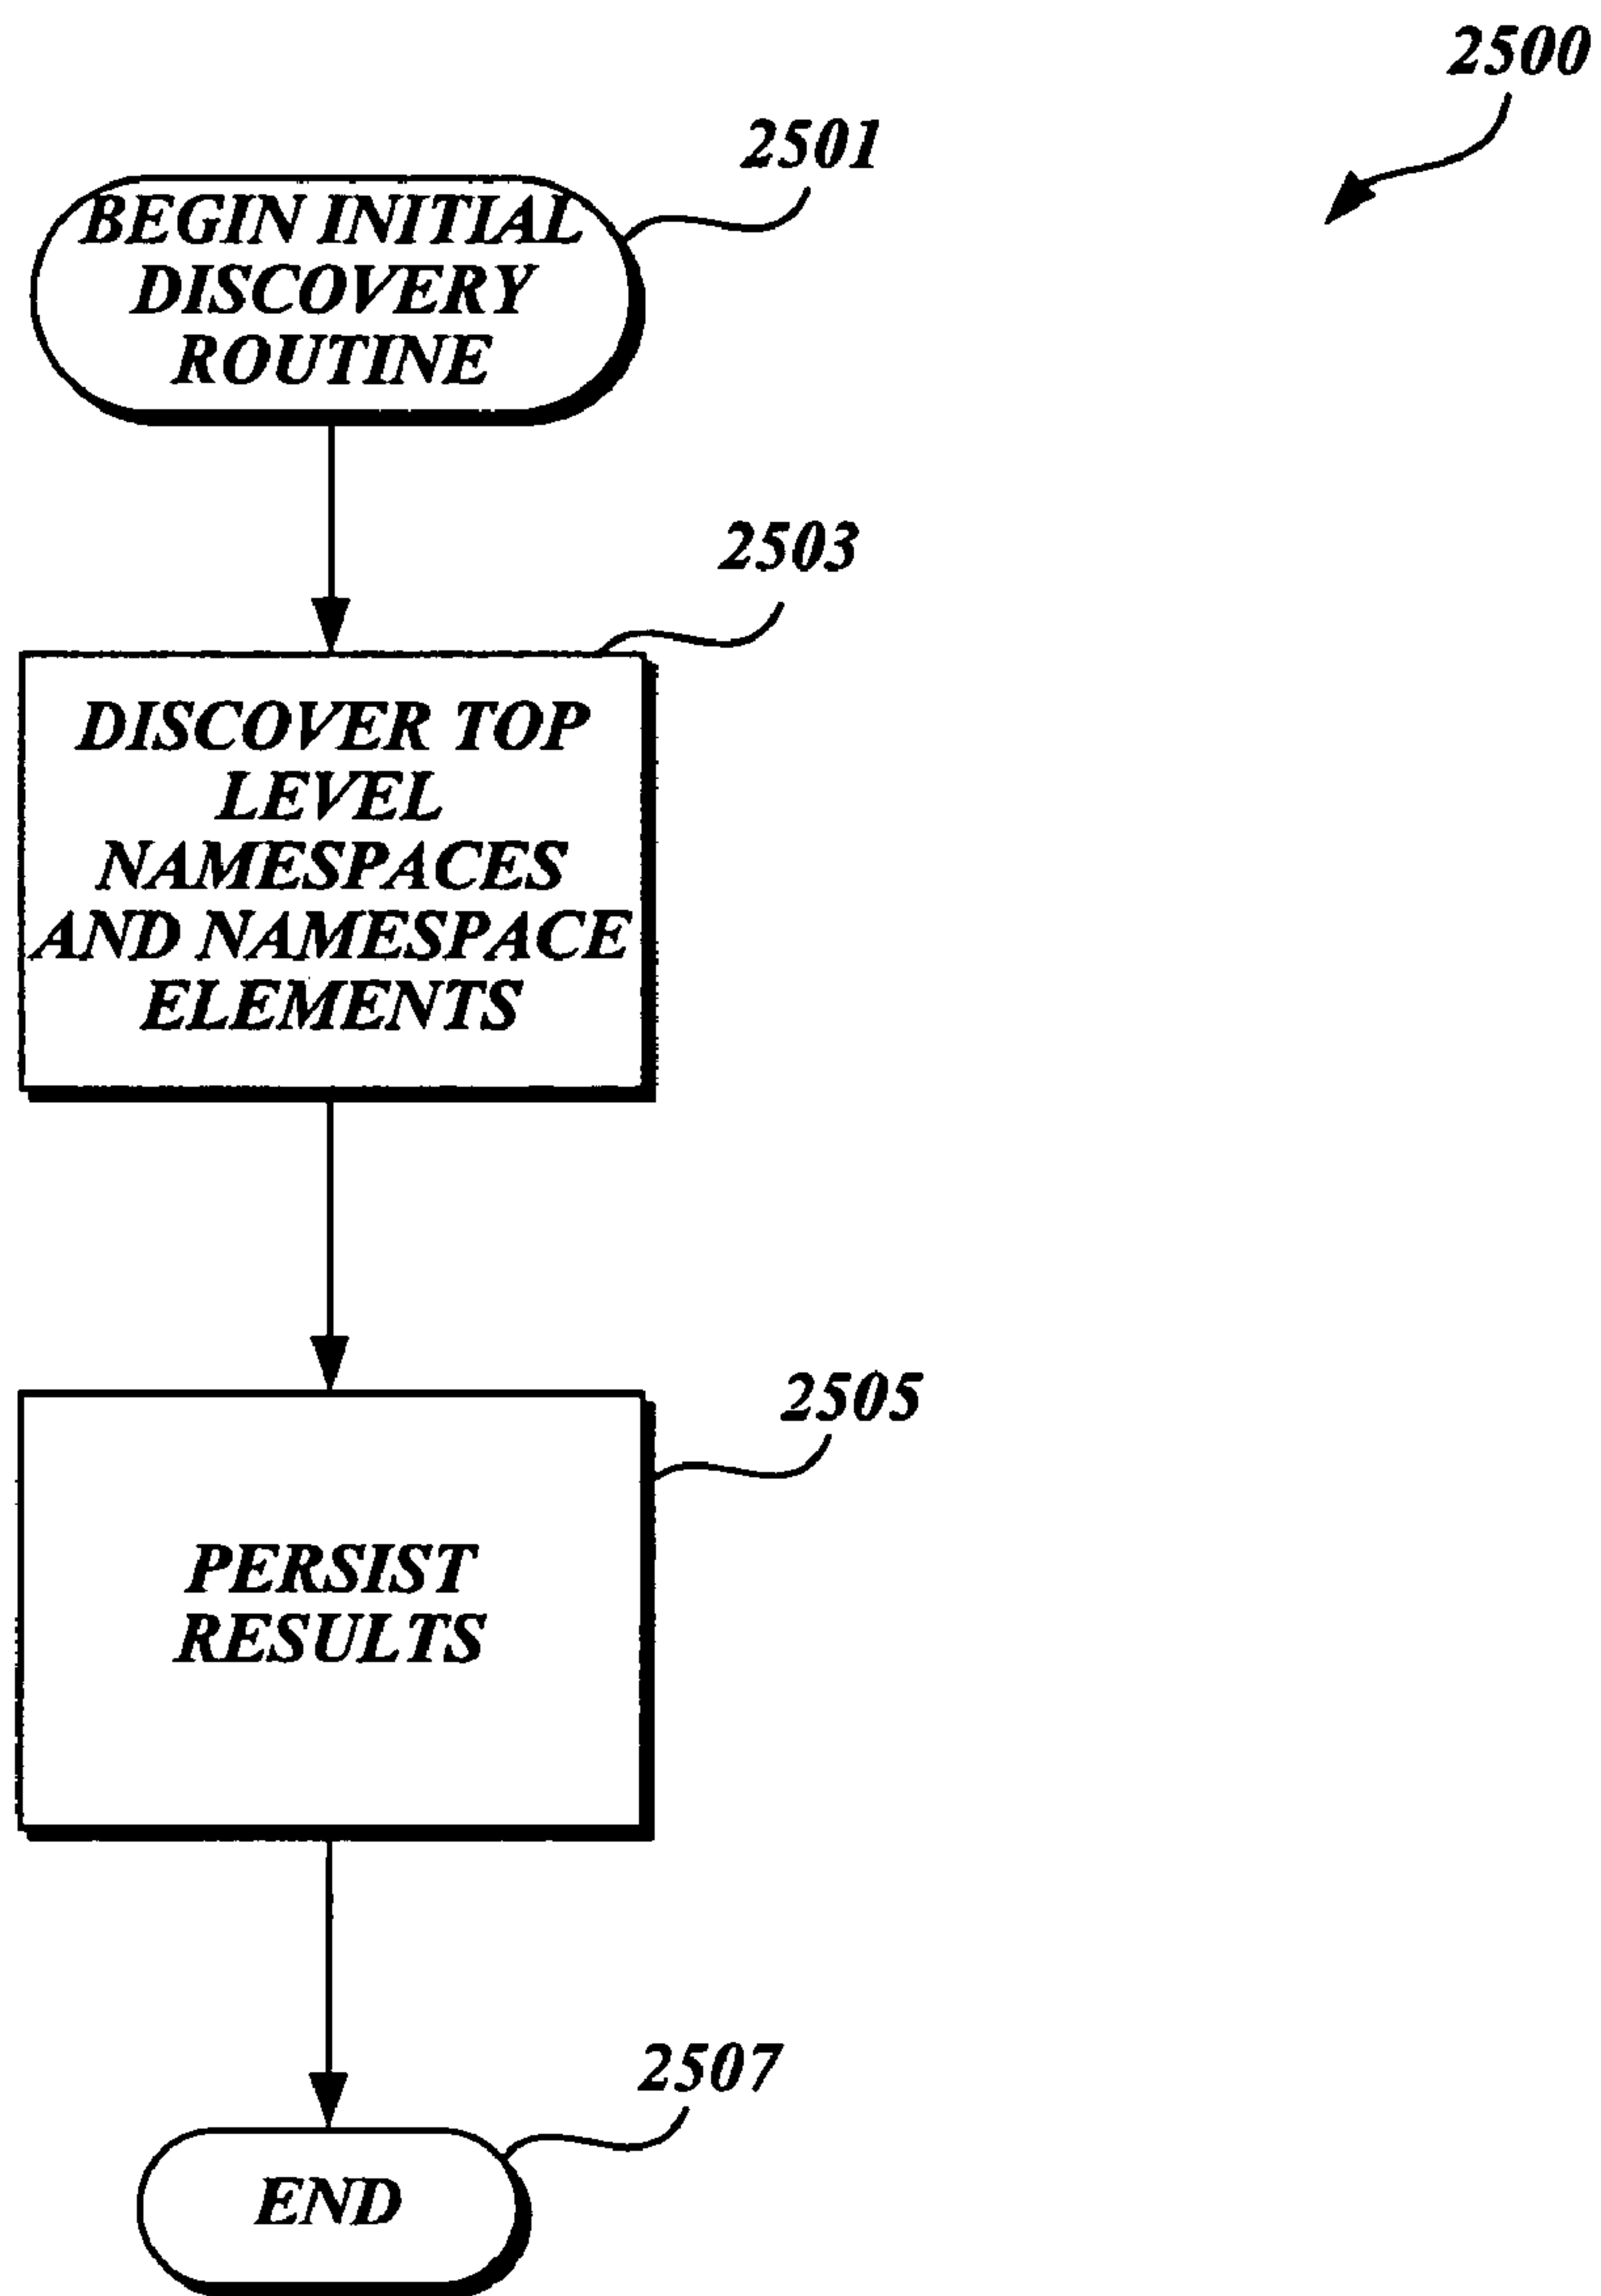 2500
2501
BEGIN INITIAL
DISCOVERY
ROUTINE
2503
DISCOVER TOP
LEVEL
NAMESPACES
AND NAMESPACE
ELEMENTS
2505
PERSIST
RESULTS
2507
END